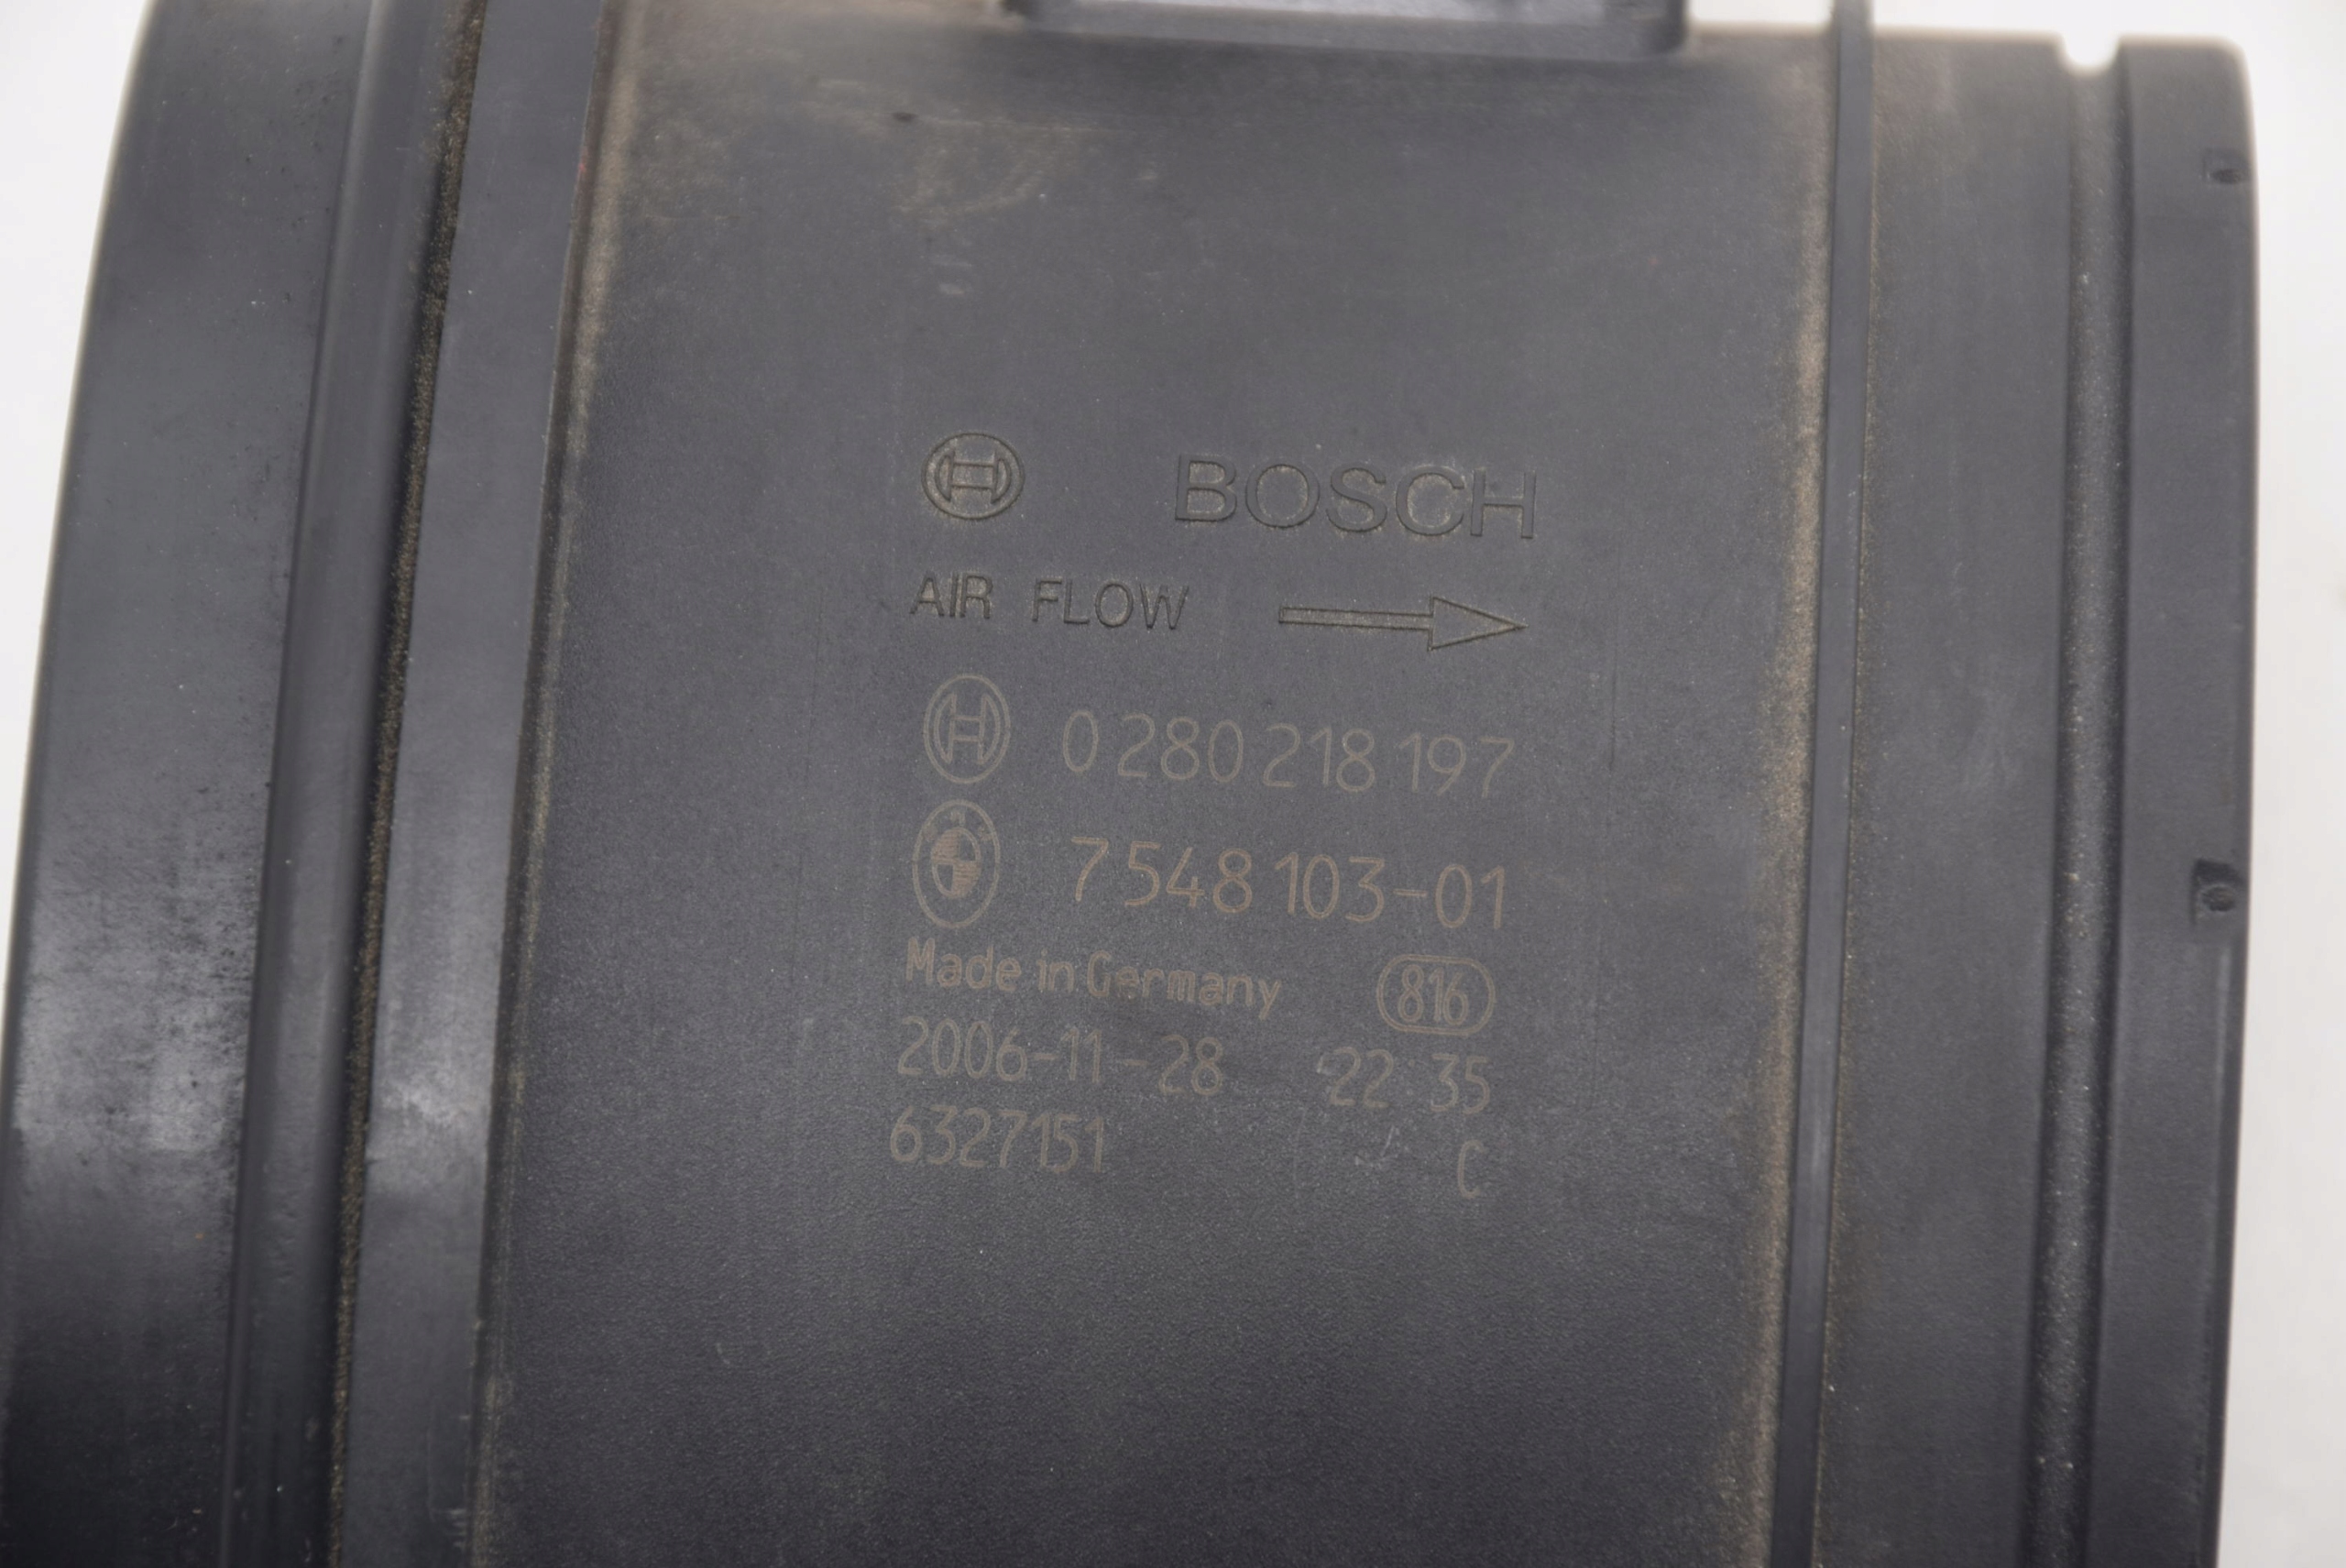 BOSCH
AIR FLOW
0 280 218 197
7 548 103-01
Made in Germany 816
2006-11-28 22 35
6327151 C